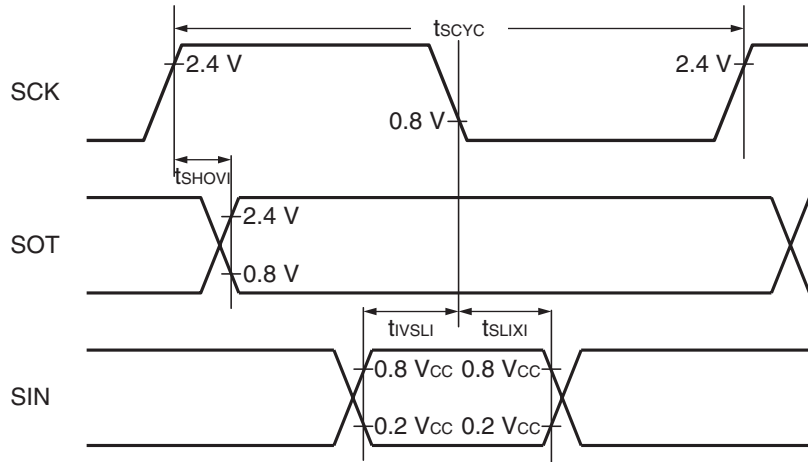 tSCYC
SCK
2.4 V
2.4 V
0.8 V
tSHOVI
SOT
2.4 V
0.8 V
tIVSLI
tSLIXI
SIN
0.8 VCC
0.8 VCC
0.2 VCC
0.2 VCC